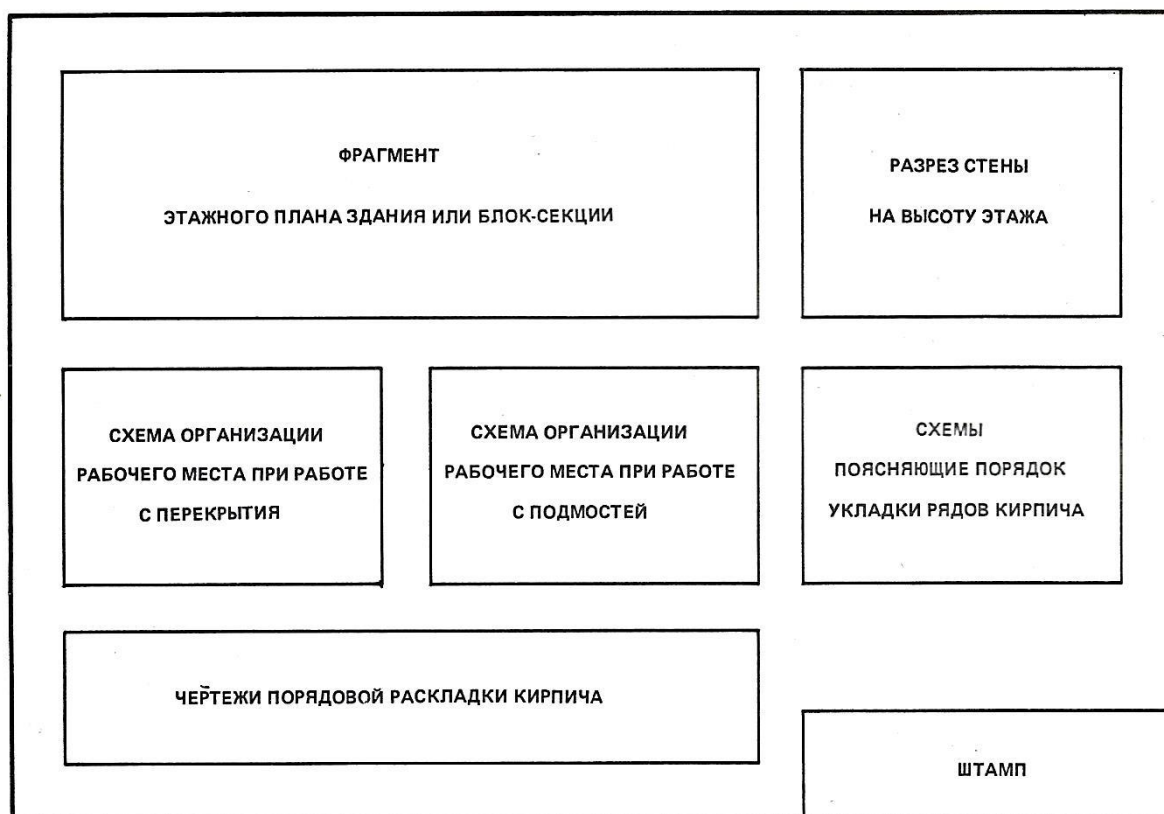 ФРАГМЕНТ
ЭТАЖНОГО ПЛАНА ЗДАНИЯ ИЛИ БЛОК-СЕКЦИИ
РАЗРЕЗ СТЕНЫ
НА ВЫСОТУ ЭТАЖА
СХЕМА ОРГАНИЗАЦИИ
РАБОЧЕГО МЕСТА ПРИ РАБОТЕ
С ПЕРЕКРЫТИЯ
СХЕМА ОРГАНИЗАЦИИ
РАБОЧЕГО МЕСТА ПРИ РАБОТЕ
С ПОДМОСТЕЙ
СХЕМЫ
ПОЯСНЯЮЩИЕ ПОРЯДОК
УКЛАДКИ РЯДОВ КИРПИЧА
ЧЕРТЕЖИ ПОРЯДОВОЙ РАСКЛАДКИ КИРПИЧА
ШТАМП